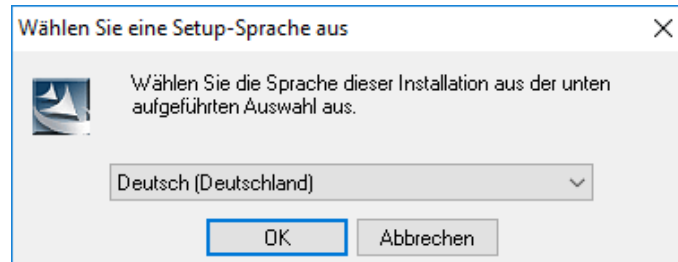 Wählen Sie eine Setup-Sprache aus
Wählen Sie die Sprache dieser Installation aus der unten
aufgeführten Auswahl aus.
Deutsch (Deutschland)
OK
Abbrechen